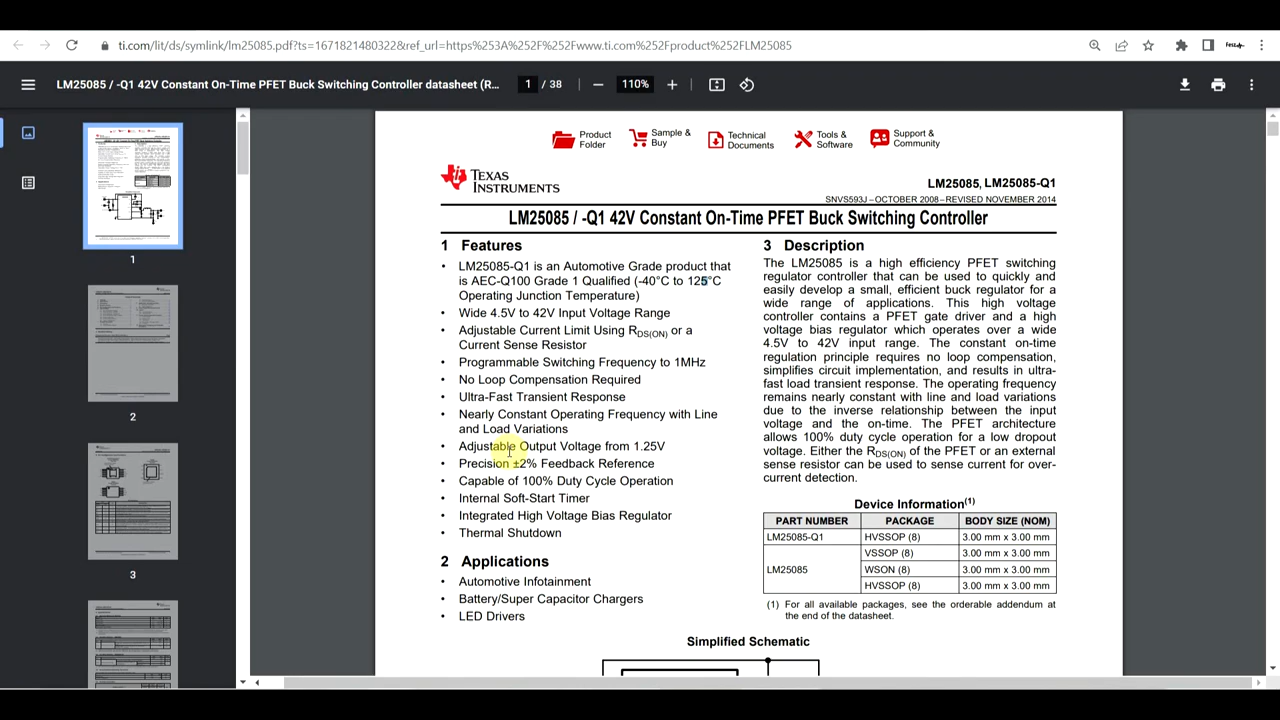 ti.com/lit/ds/symlink/lm25085.pdf?ts=1671821480322&ref_url=https%253A%252F%252Fwww.ti.com%252Fproduct%252FLM25085
LM25085 / -Q1 42V Constant On-Time PFET Buck Switching Controller datasheet (R...
1 / 38
110%
Product Folder
Sample & Buy
Technical Documents
Tools & Software
Support & Community
TEXAS INSTRUMENTS
LM25085, LM25085-Q1
SNVS593J – OCTOBER 2008 – REVISED NOVEMBER 2014
LM25085 / -Q1 42V Constant On-Time PFET Buck Switching Controller
1 Features
• LM25085-Q1 is an Automotive Grade product that
is AEC-Q100 Grade 1 Qualified (-40°C to 125°C
Operating Junction Temperature)
• Wide 4.5V to 42V Input Voltage Range
• Adjustable Current Limit Using RDS(ON) or a
Current Sense Resistor
• Programmable Switching Frequency to 1MHz
• No Loop Compensation Required
• Ultra-Fast Transient Response
• Nearly Constant Operating Frequency with Line
and Load Variations
• Adjustable Output Voltage from 1.25V
• Precision ±2% Feedback Reference
• Capable of 100% Duty Cycle Operation
• Internal Soft-Start Timer
• Integrated High Voltage Bias Regulator
• Thermal Shutdown
2 Applications
• Automotive Infotainment
• Battery/Super Capacitor Chargers
• LED Drivers
3 Description
The LM25085 is a high efficiency PFET switching
regulator controller that can be used to quickly and
easily develop a small, efficient buck regulator for a
wide range of applications. This high voltage
controller contains a PFET gate driver and a high
voltage bias regulator which operates over a wide
4.5V to 42V input range. The constant on-time
regulation principle requires no loop compensation,
simplifies circuit implementation, and results in ultra-
fast load transient response. The operating frequency
remains nearly constant with line and load variations
due to the inverse relationship between the input
voltage and the on-time. The PFET architecture
allows 100% duty cycle operation for a low dropout
voltage. Either the RDS(ON) of the PFET or an external
sense resistor can be used to sense current for over-
current detection.
Device Information(1)
PART NUMBER PACKAGE BODY SIZE (NOM)
LM25085-Q1 HVSSOP (8) 3.00 mm x 3.00 mm
VSSOP (8) 3.00 mm x 3.00 mm
LM25085 WSON (8) 3.00 mm x 3.00 mm
HVSSOP (8) 3.00 mm x 3.00 mm
(1) For all available packages, see the orderable addendum at
the end of the datasheet.
Simplified Schematic
1
2
3